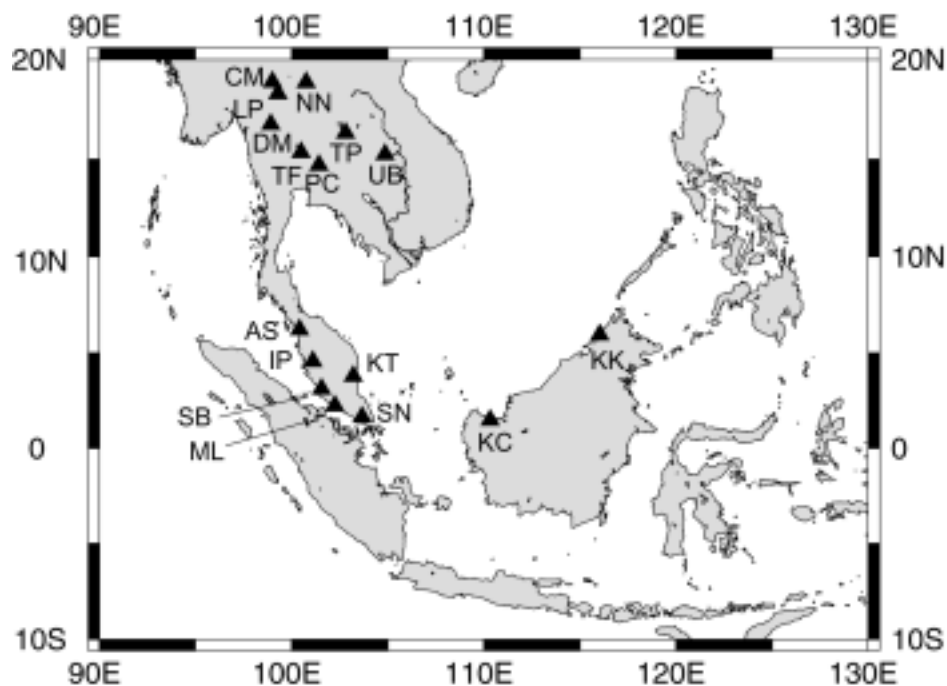 90E 100E 110E 120E 130E
20N 20N
CM
NN
LP
DM
TP
TF PC UB
10N 10N
AS
IP KT KK
SB SN
KC
ML
0 0
10S 10S
90E 100E 110E 120E 130E